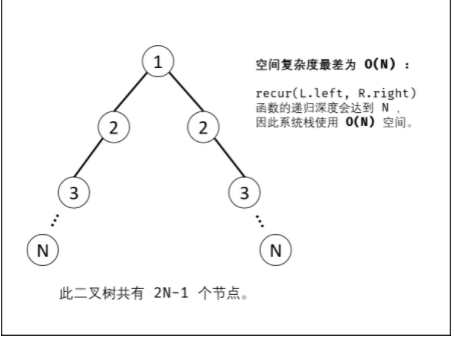 1
空间复杂度最差为 O(N) :
recur(L.left, R.right)
函数的递归深度会达到 N ,
因此系统栈使用 O(N) 空间。
2 2
3 3
N N
此二叉树共有 2N-1 个节点。